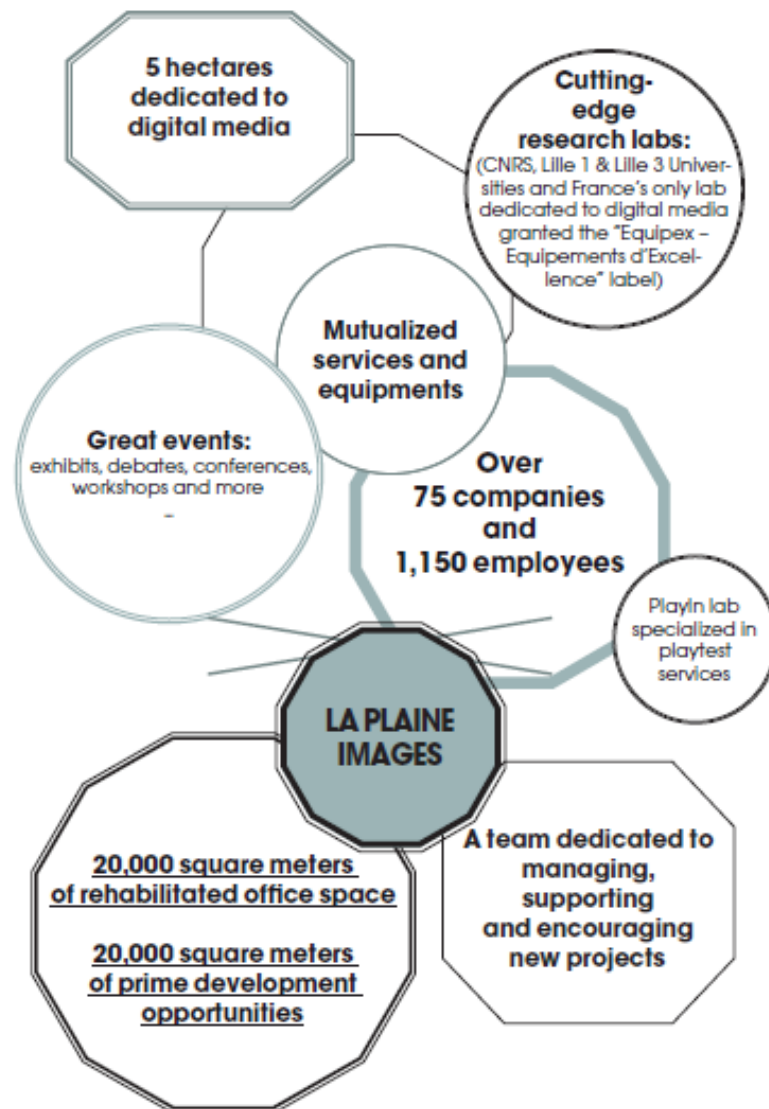 5 hectares
dedicated to
digital media
Cutting-
edge
research labs:
(CNRS, Lille 1 & Lille 3 Univer-
sities and France's only lab
dedicated to digital media
granted the "Equipex –
Equipements d'Excel-
lence" label)
Mutualized
services and
equipments
Great events:
exhibits, debates, conferences,
workshops and more
–
Over
75 companies
and
1,150 employees
PlayIn lab
specialized in
playtest
services
LA PLAINE
IMAGES
20,000 square meters
of rehabilitated office space
20,000 square meters
of prime development
opportunities
A team dedicated to
managing,
supporting
and encouraging
new projects